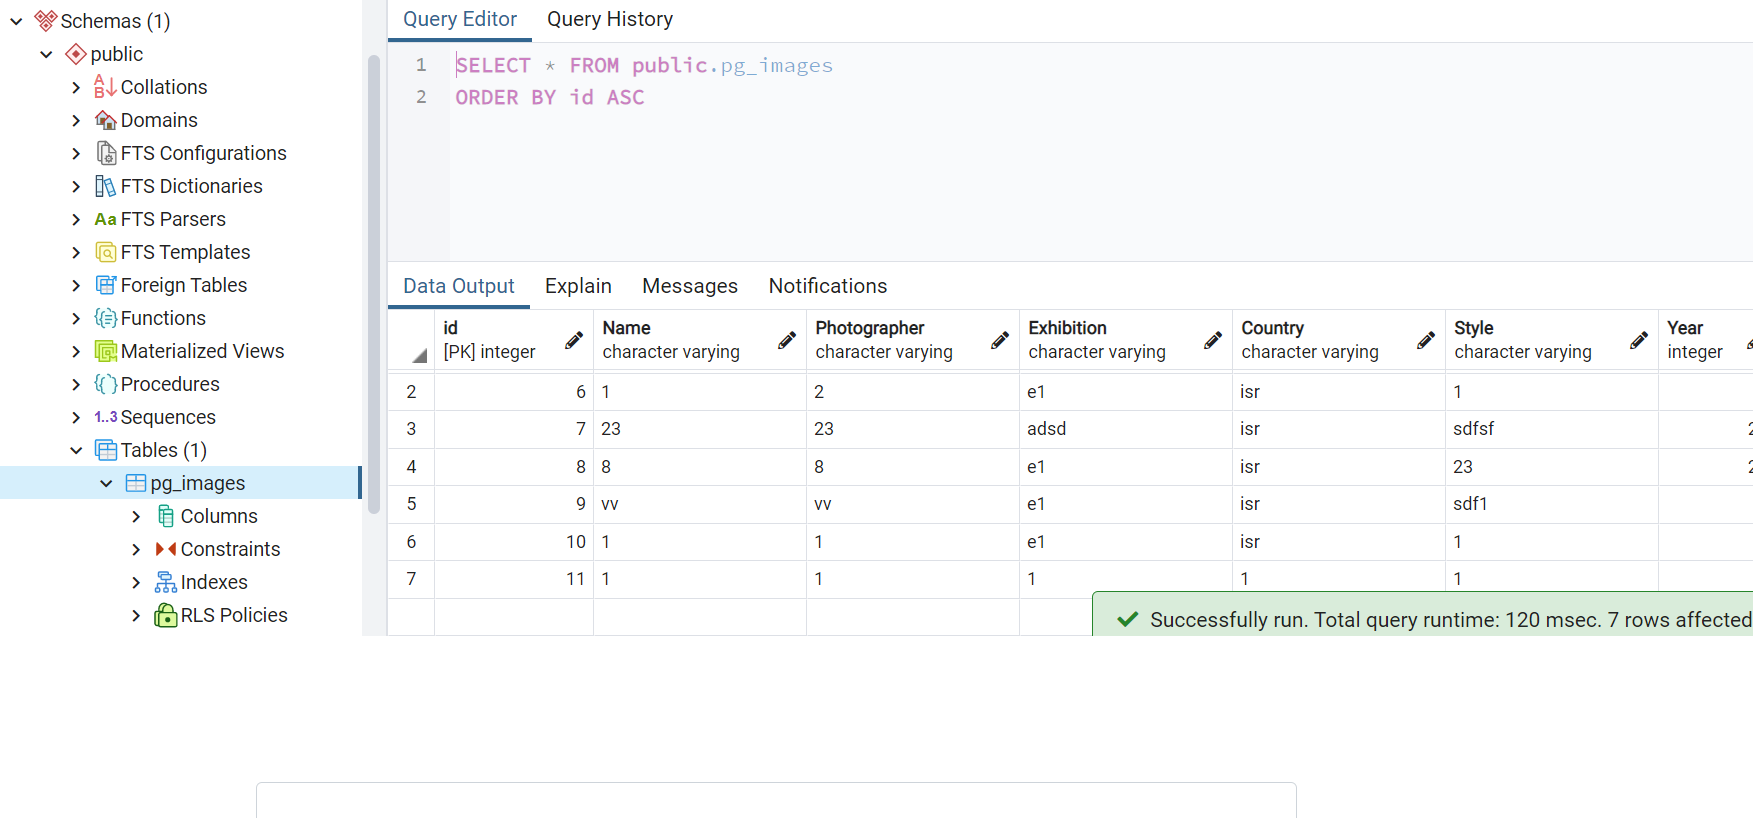 Schemas (1)
public
Collations
Domains
FTS Configurations
FTS Dictionaries
Aa FTS Parsers
FTS Templates
Foreign Tables
Functions
Materialized Views
Procedures
1..3 Sequences
Tables (1)
pg_images
Columns
Constraints
Indexes
RLS Policies
Query Editor Query History
1 SELECT * FROM public.pg_images
2 ORDER BY id ASC
Data Output Explain Messages Notifications
id Name Photographer Exhibition Country Style Year
[PK] integer character varying character varying character varying character varying character varying integer
2 6 1 2 e1 isr 1
3 7 23 23 adsd isr sdfsf 2
4 8 8 8 e1 isr 23 2
5 9 vv vv e1 isr sdf1
6 10 1 1 e1 isr 1
7 11 1 1 1 1 1
Successfully run. Total query runtime: 120 msec. 7 rows affected